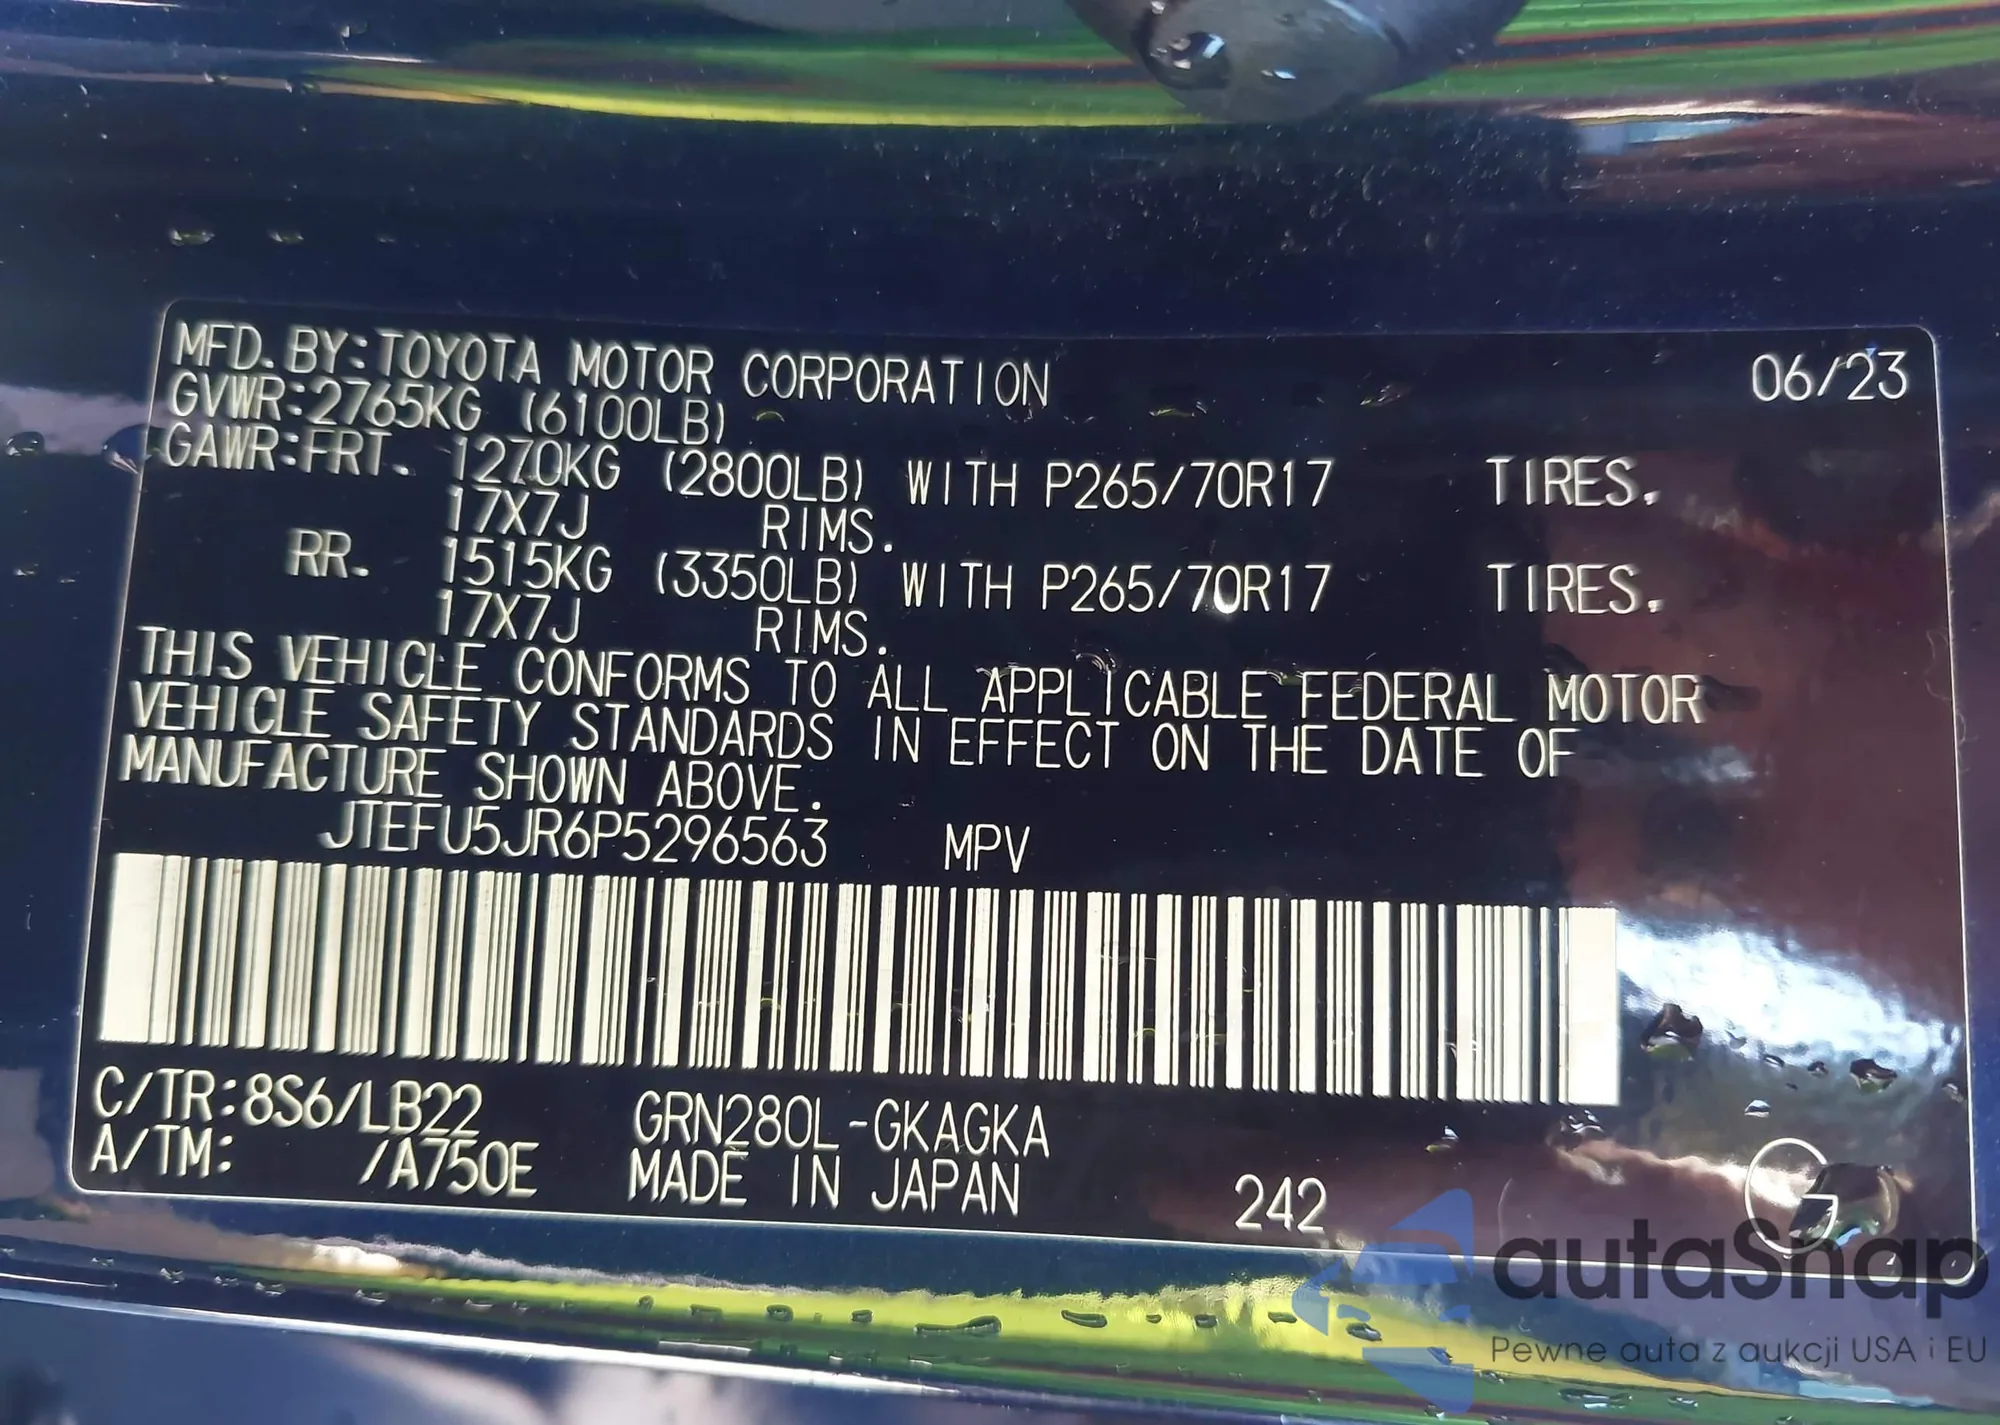 MFD.BY:TOYOTA MOTOR CORPORATION 06/23
GVWR:2765KG (6100LB)
GAWR:FRT. 1270KG (2800LB) WITH P265/70R17 TIRES.
17X7J RIMS.
RR. 1515KG (3350LB) WITH P265/70R17 TIRES.
17X7J RIMS.
THIS VEHICLE CONFORMS TO ALL APPLICABLE FEDERAL MOTOR
VEHICLE SAFETY STANDARDS IN EFFECT ON THE DATE OF
MANUFACTURE SHOWN ABOVE.
JTEFU5JR6P5296563 MPV
C/TR:8S6/LB22 GRN280L-GKAGKA
A/TM: /A750E MADE IN JAPAN 242 G
autaSnap
Pewne auta z aukcji USA i EU